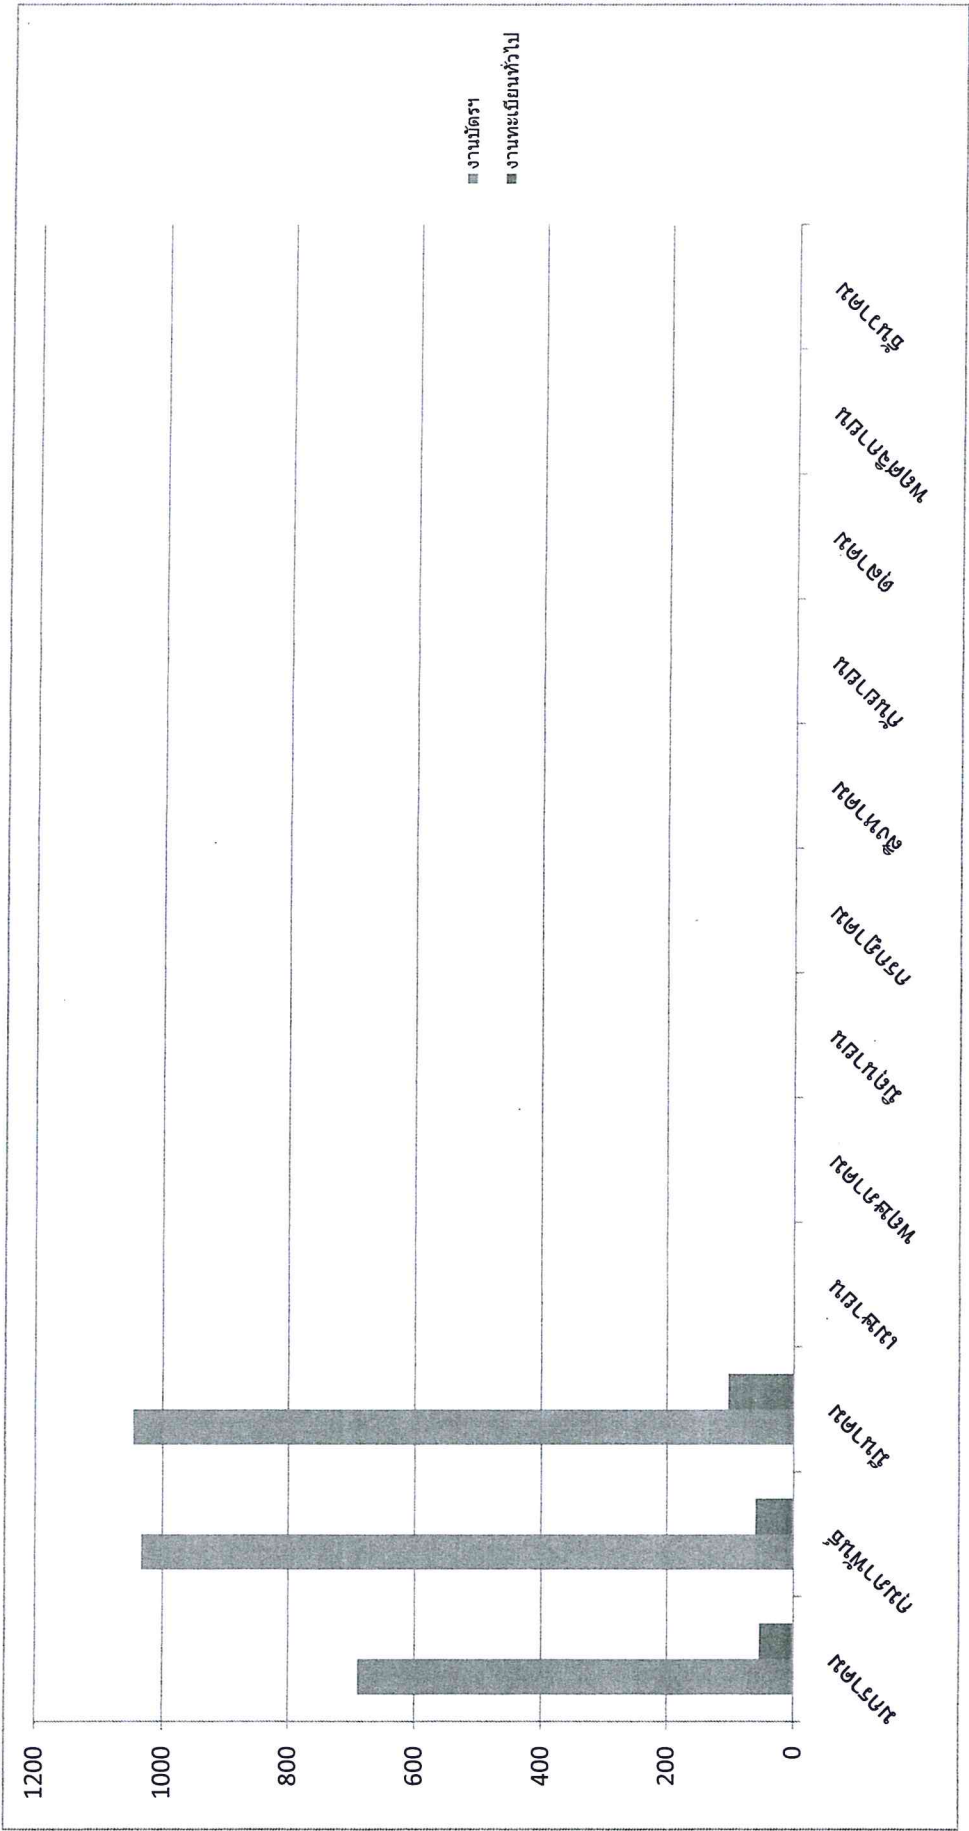 1200
1000
800
600
400
200
0
มกราคม
กุมภาพันธ์
มีนาคม
เมษายน
พฤษภาคม
มิถุนายน
กรกฎาคม
สิงหาคม
กันยายน
ตุลาคม
พฤศจิกายน
ธันวาคม
งานบัตรฯ
งานทะเบียนทั่วไป